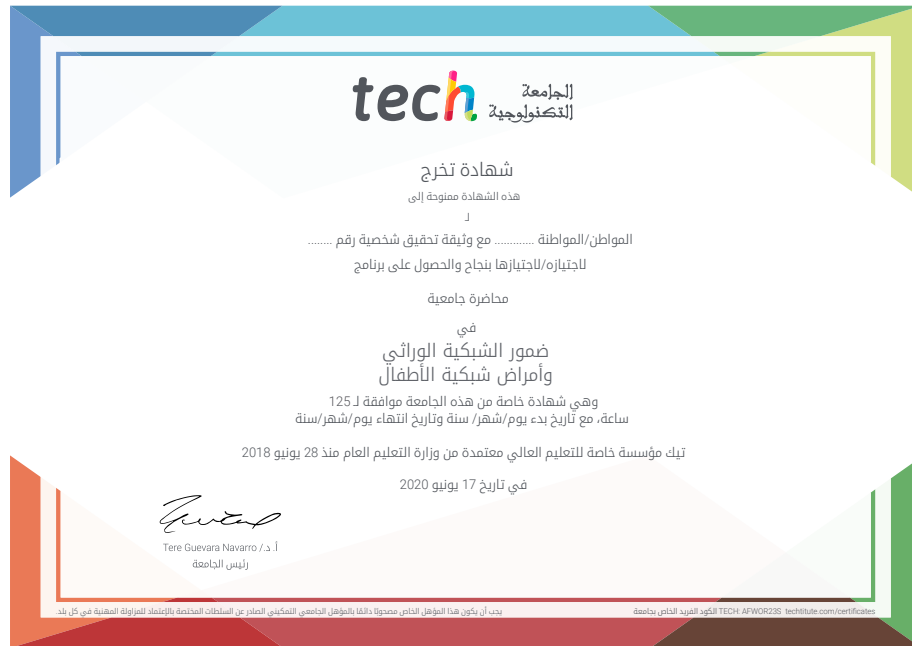 tech الجامعة
التكنولوجية
شهادة تخرج
هذه الشهادة ممنوحة إلى
لـ
المواطن/المواطنة ............ مع وثيقة تحقيق شخصية رقم ........
لاجتيازه/لاجتيازها بنجاح والحصول على برنامج
محاضرة جامعية
في
ضمور الشبكية الوراثي
وأمراض شبكية الأطفال
وهي شهادة خاصة من هذه الجامعة موافقة لـ 125
ساعة، مع تاريخ بدء يوم/شهر/ سنة وتاريخ انتهاء يوم/شهر/سنة
تيك مؤسسة خاصة للتعليم العالي معتمدة من وزارة التعليم العام منذ 28 يونيو 2018
في تاريخ 17 يونيو 2020
أ.د./ Tere Guevara Navarro
رئيس الجامعة
يجب أن يكون هذا المؤهل الخاص مصحوبًا دائمًا بالمؤهل الجامعي التمكيني الصادر عن السلطات المختصة بالإعتماد للمزاولة المهنية في كل بلد.
الكود الفريد الخاص بجامعة TECH: AFWOR23S techtitute.com/certificates